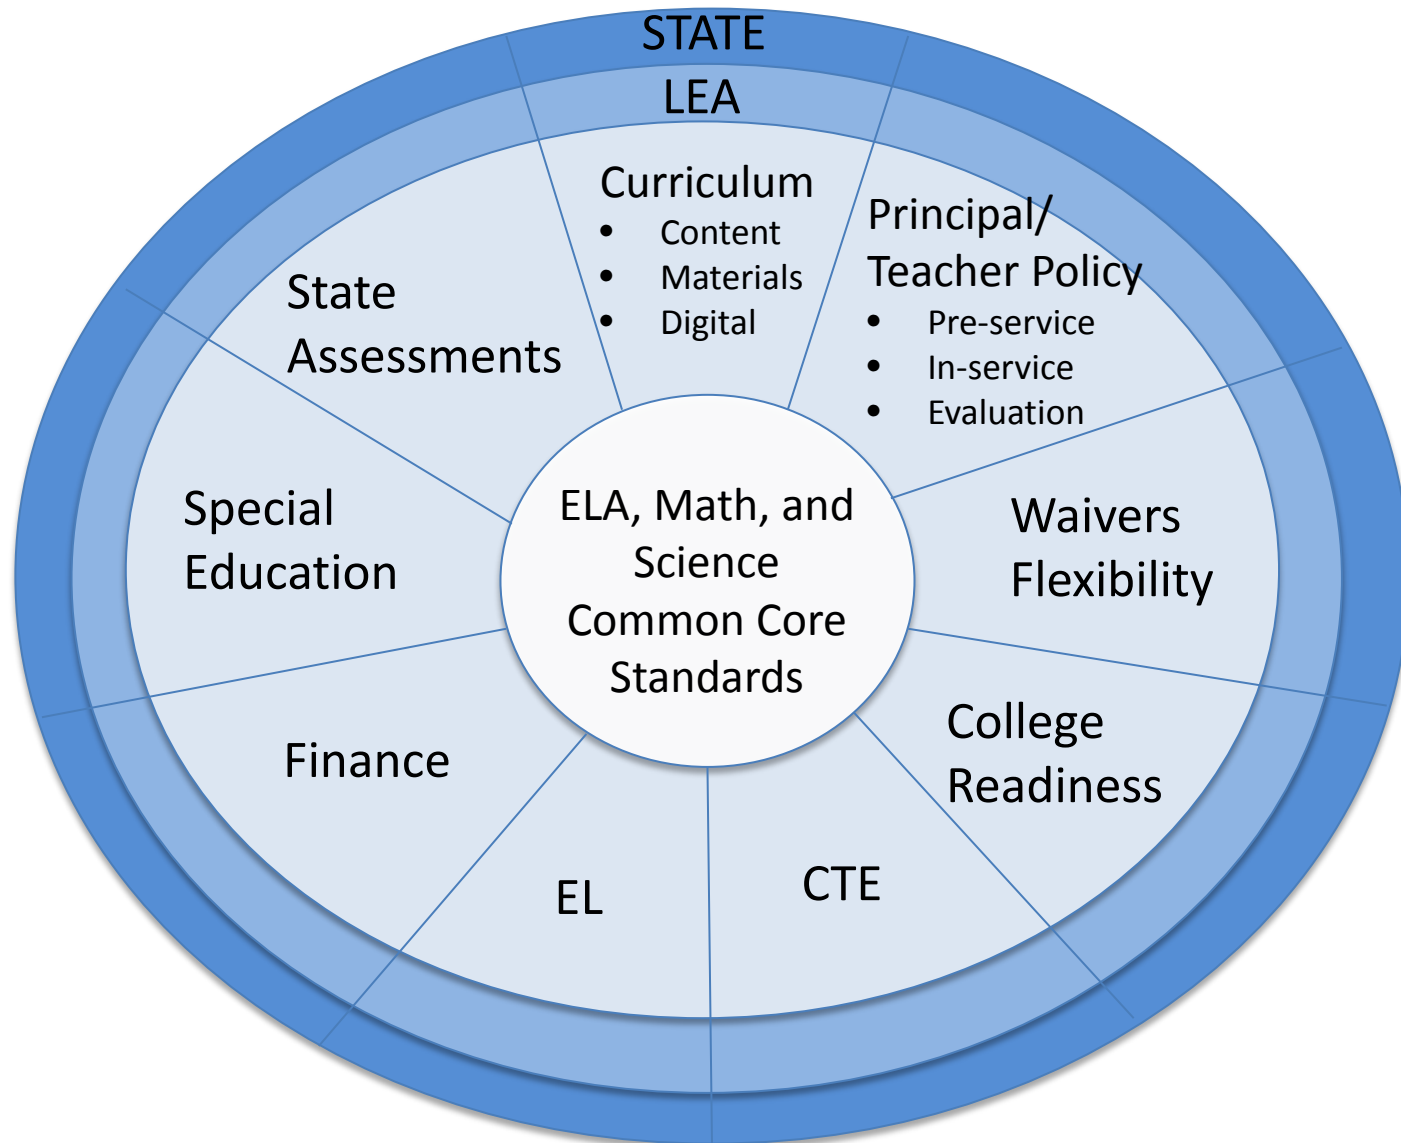 STATE
LEA
Curriculum
• Content
• Materials
• Digital
Principal/
Teacher Policy
• Pre-service
• In-service
• Evaluation
Waivers
Flexibility
College
Readiness
CTE
EL
Finance
Special
Education
State
Assessments
ELA, Math, and
Science
Common Core
Standards